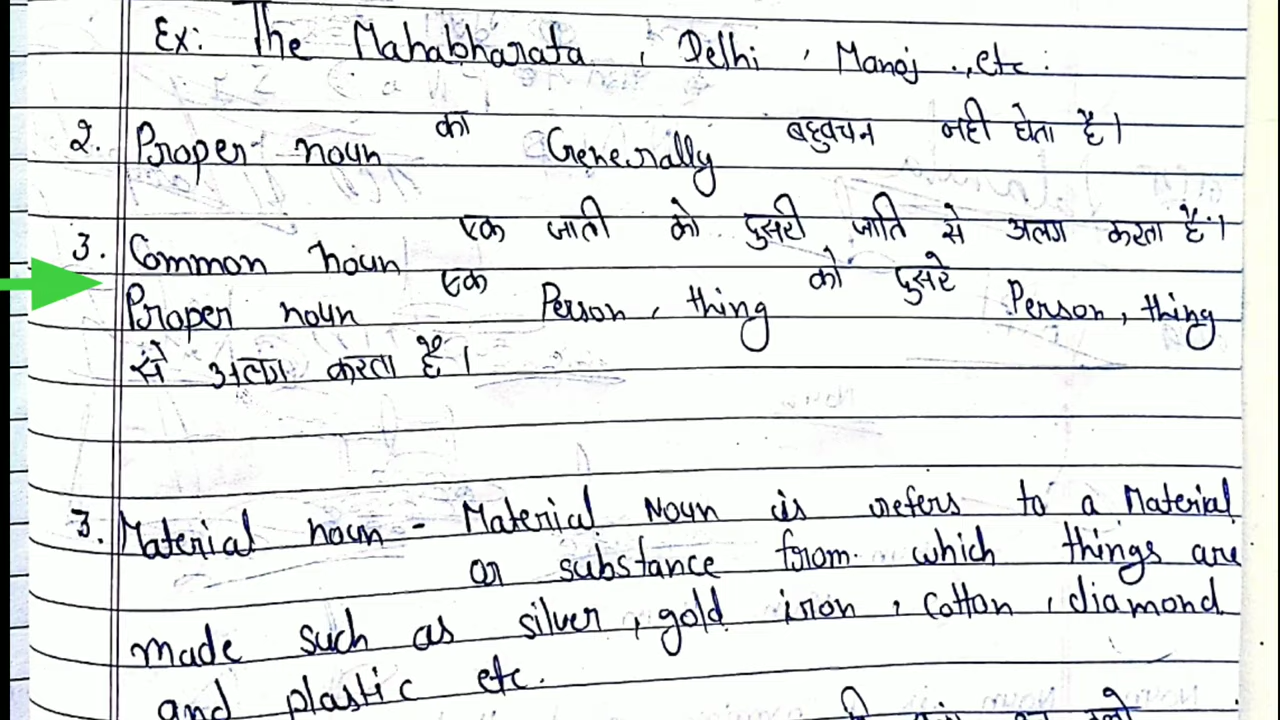 Ex: The Mahabharata, Delhi, Manoj ., etc.
2. Proper noun का Generally बहुवचन नही होता है।
3. Common noun एक जाती को दुसरी जाति से अलग करता है।
Proper noun एक Person, thing को दुसरे Person, thing
से अलग करता है।
3. Material noun - Material Noun is refers to a Material
or substance from which things are
made such as silver, gold iron, Cotton, diamond
and plastic etc.